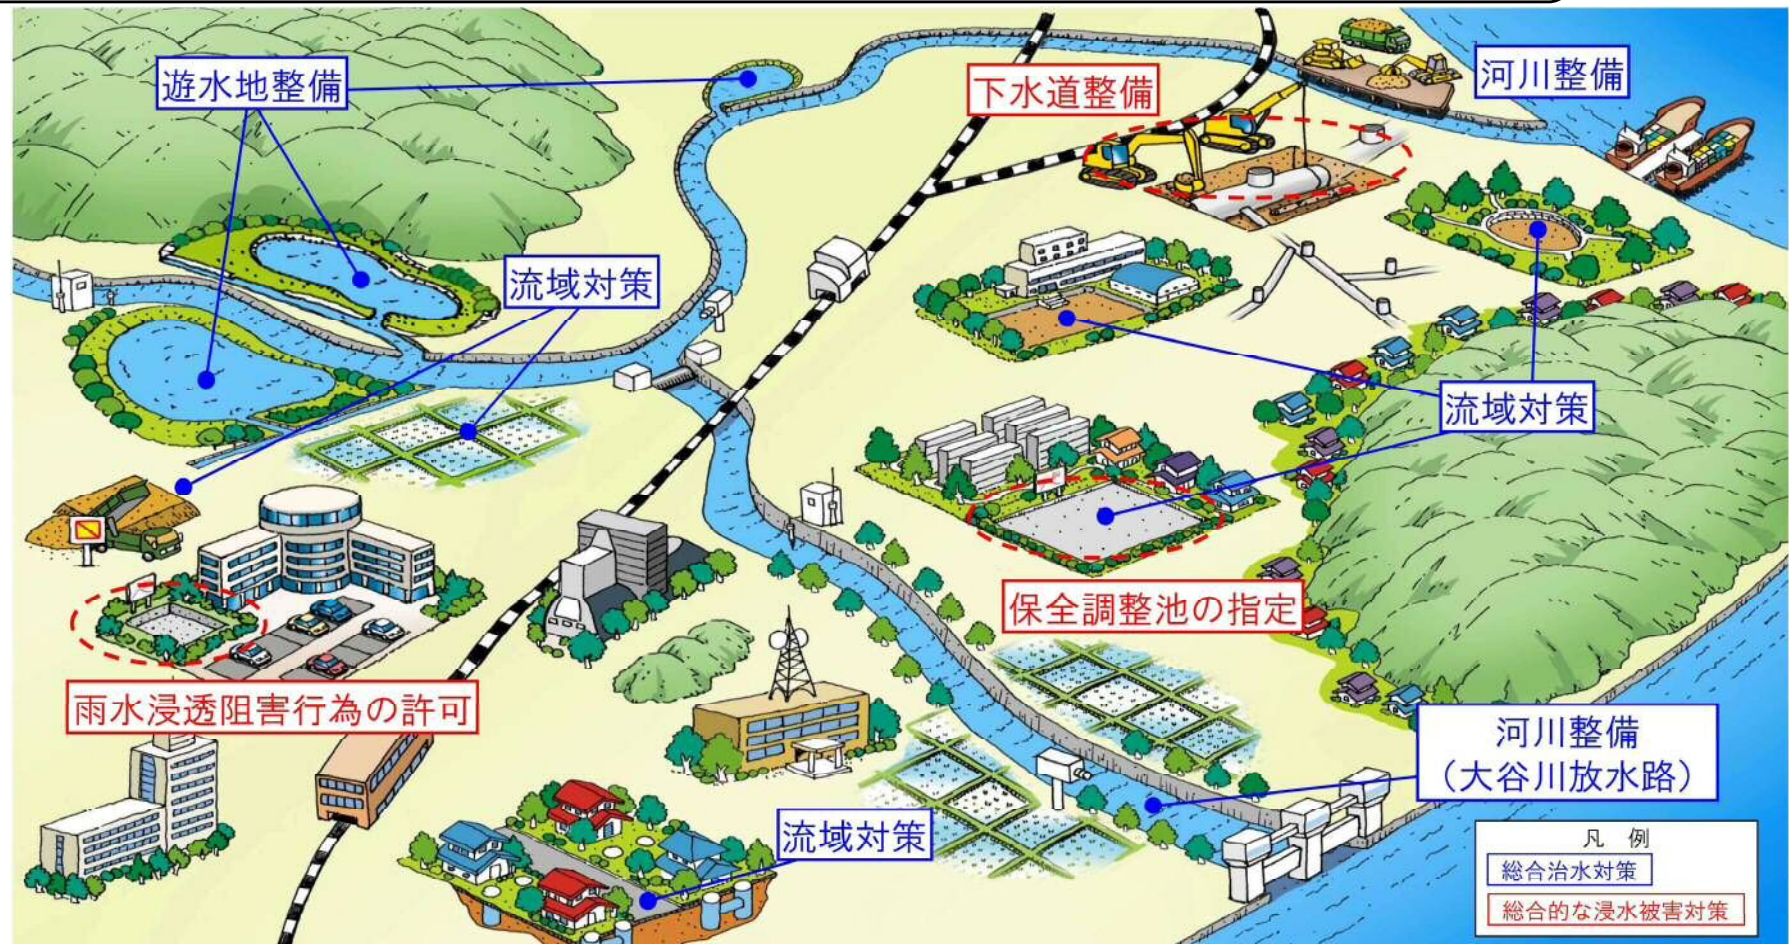 遊水地整備
下水道整備
河川整備
流域対策
流域対策
保全調整池の指定
雨水浸透阻害行為の許可
河川整備
（大谷川放水路）
流域対策
凡 例
総合治水対策
総合的な浸水被害対策